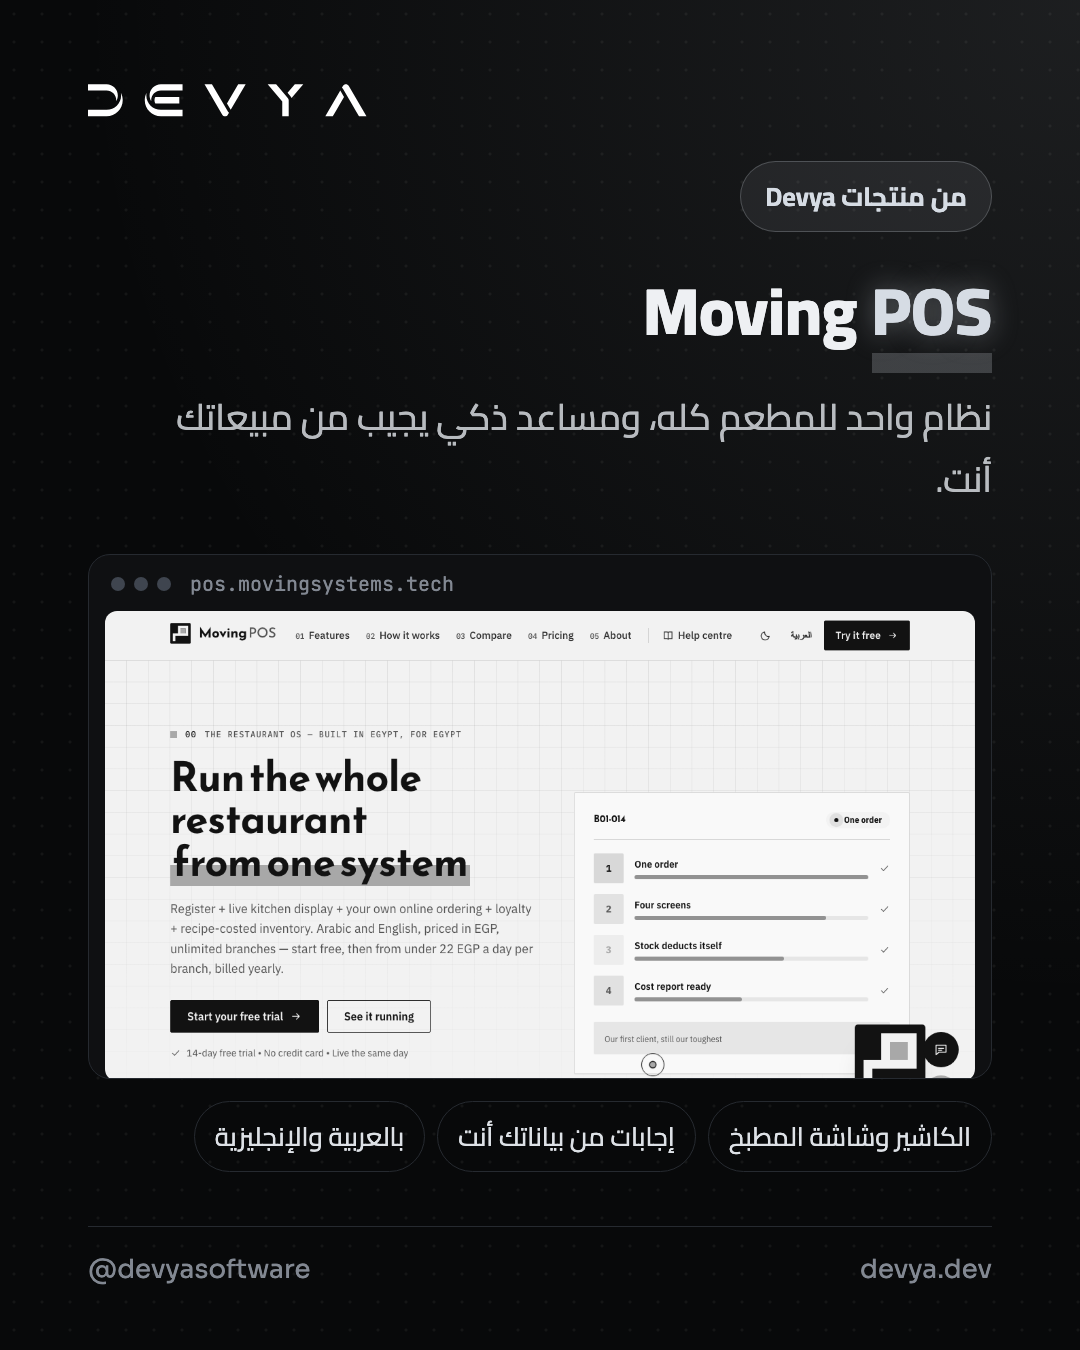 DEVYA
من منتجات Devya
Moving POS
نظام واحد للمطعم كله، ومساعد ذكي يجيب من مبيعاتك
أنت.
pos.movingsystems.tech
Moving POS
01 Features
02 How it works
03 Compare
04 Pricing
05 About
Help centre
العربية
Try it free →
00 THE RESTAURANT OS — BUILT IN EGYPT, FOR EGYPT
Run the whole
restaurant
from one system
Register + live kitchen display + your own online ordering + loyalty
+ recipe-costed inventory. Arabic and English, priced in EGP,
unlimited branches — start free, then from under 22 EGP a day per
branch, billed yearly.
Start your free trial →
See it running
✓ 14-day free trial • No credit card • Live the same day
B01-014
One order
1 One order ✓
2 Four screens ✓
3 Stock deducts itself ✓
4 Cost report ready ✓
Our first client, still our toughest
الكاشير وشاشة المطبخ
إجابات من بياناتك أنت
بالعربية والإنجليزية
@devyasoftware
devya.dev